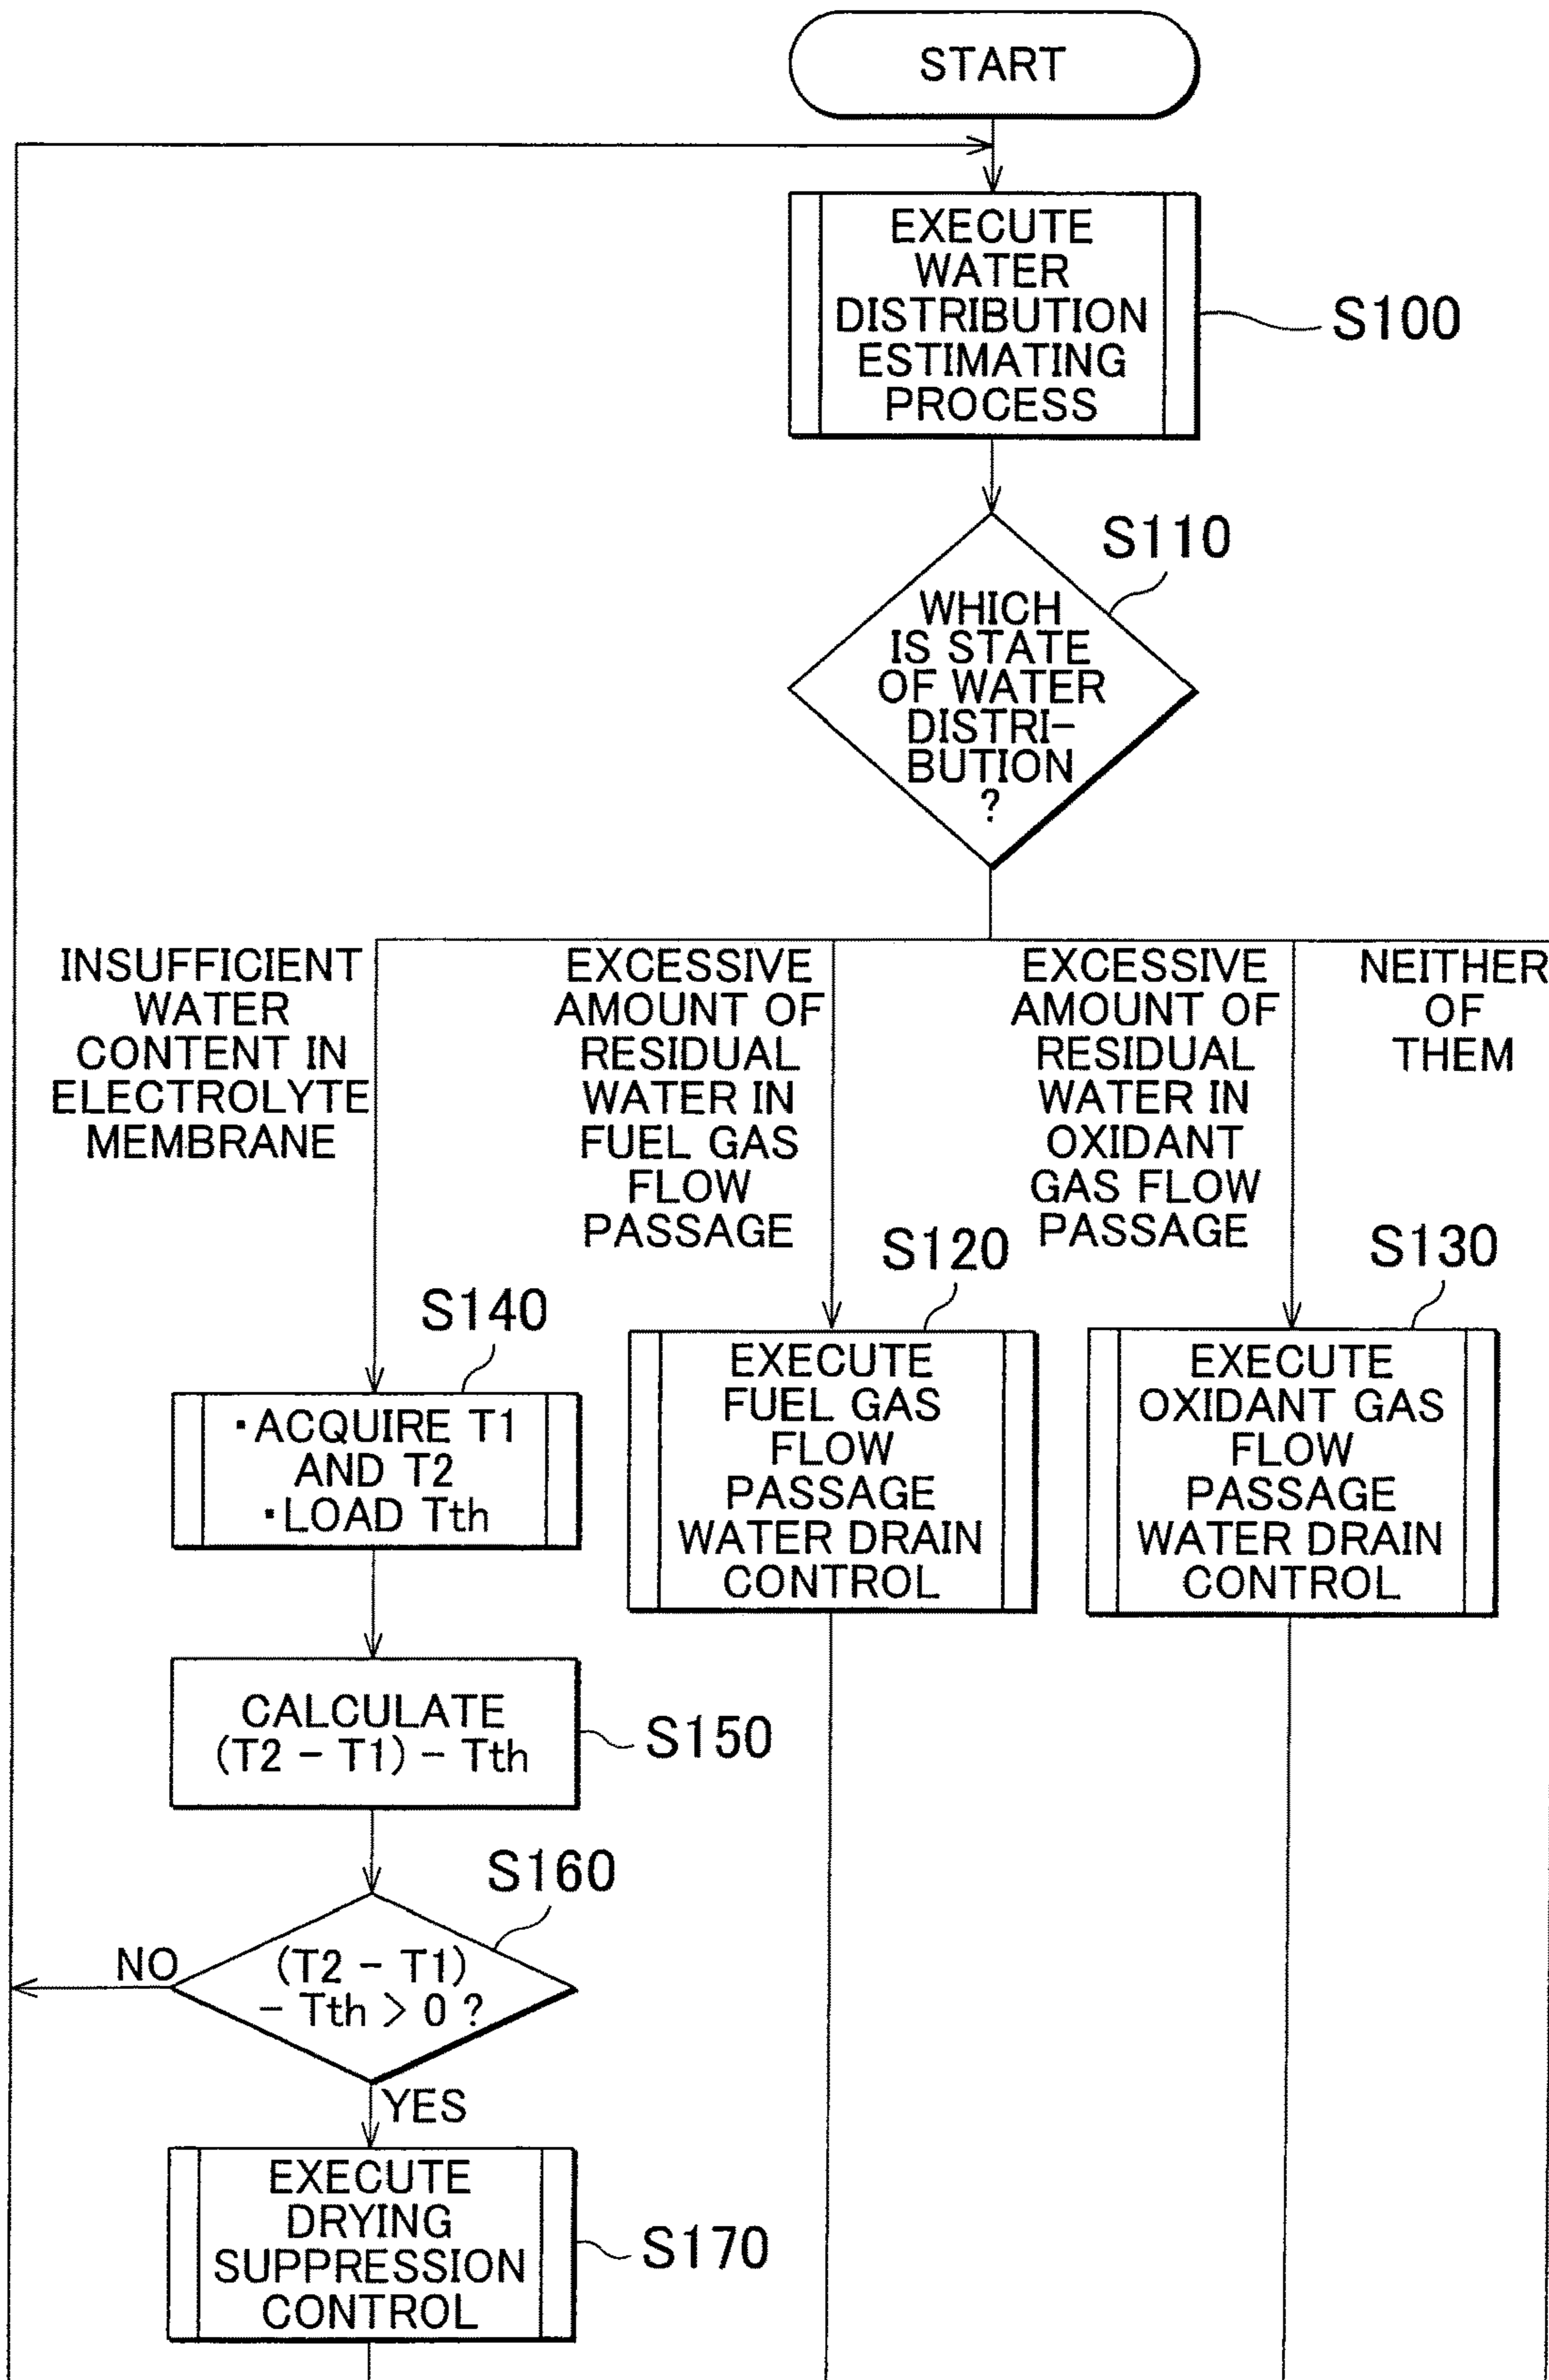 START
EXECUTE
WATER
DISTRIBUTION
ESTIMATING
PROCESS
S100
S110
WHICH
IS STATE
OF WATER
DISTRI-
BUTION
?
INSUFFICIENT
WATER
CONTENT IN
ELECTROLYTE
MEMBRANE
EXCESSIVE
AMOUNT OF
RESIDUAL
WATER IN
FUEL GAS
FLOW
PASSAGE
EXCESSIVE
AMOUNT OF
RESIDUAL
WATER IN
OXIDANT
GAS FLOW
PASSAGE
NEITHER
OF
THEM
S140
・ACQUIRE T1
AND T2
・LOAD Tth
S120
EXECUTE
FUEL GAS
FLOW
PASSAGE
WATER DRAIN
CONTROL
S130
EXECUTE
OXIDANT GAS
FLOW
PASSAGE
WATER DRAIN
CONTROL
CALCULATE
(T2 − T1) − Tth
S150
S160
NO
(T2 − T1)
− Tth > 0 ?
YES
EXECUTE
DRYING
SUPPRESSION
CONTROL
S170